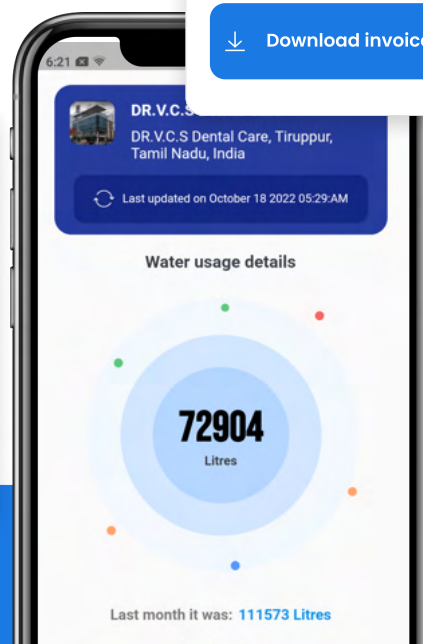 Download
6:21
DR.V.C.S
DR.V.C.S Dental Care, Tiruppur,
Tamil Nadu, India
Last updated on October 18 2022 05:29:AM
Water usage details
72904
Litres
Last month it was: 111573 Litres